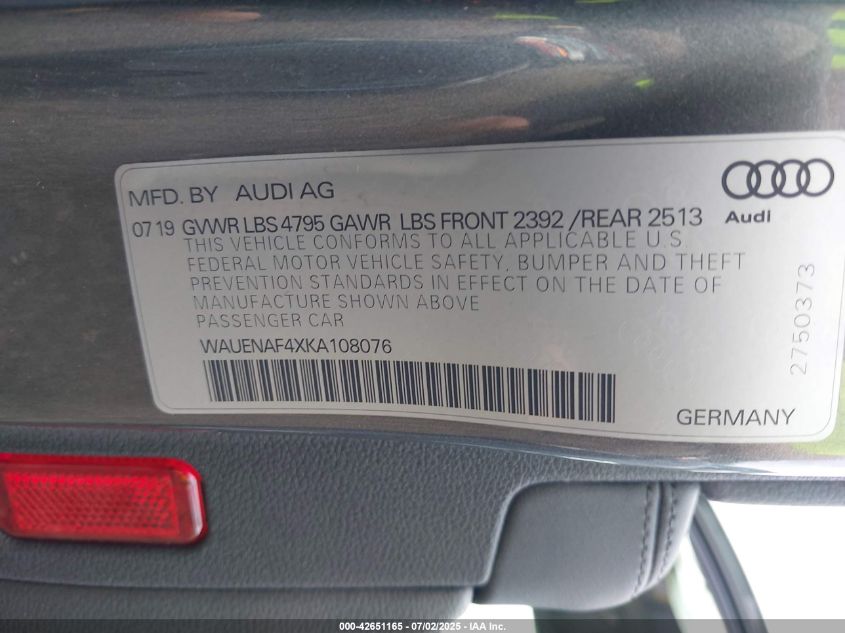 MFD. BY AUDI AG
Audi
07 19 GVWR LBS 4795 GAWR LBS FRONT 2392 /REAR 2513
THIS VEHICLE CONFORMS TO ALL APPLICABLE U.S
FEDERAL MOTOR VEHICLE SAFETY, BUMPER AND THEFT
PREVENTION STANDARDS IN EFFECT ON THE DATE OF
MANUFACTURE SHOWN ABOVE
PASSENGER CAR
WAUENAF4XKA108076
2750373
GERMANY
000-42651165 - 07/02/2025 - IAA Inc.